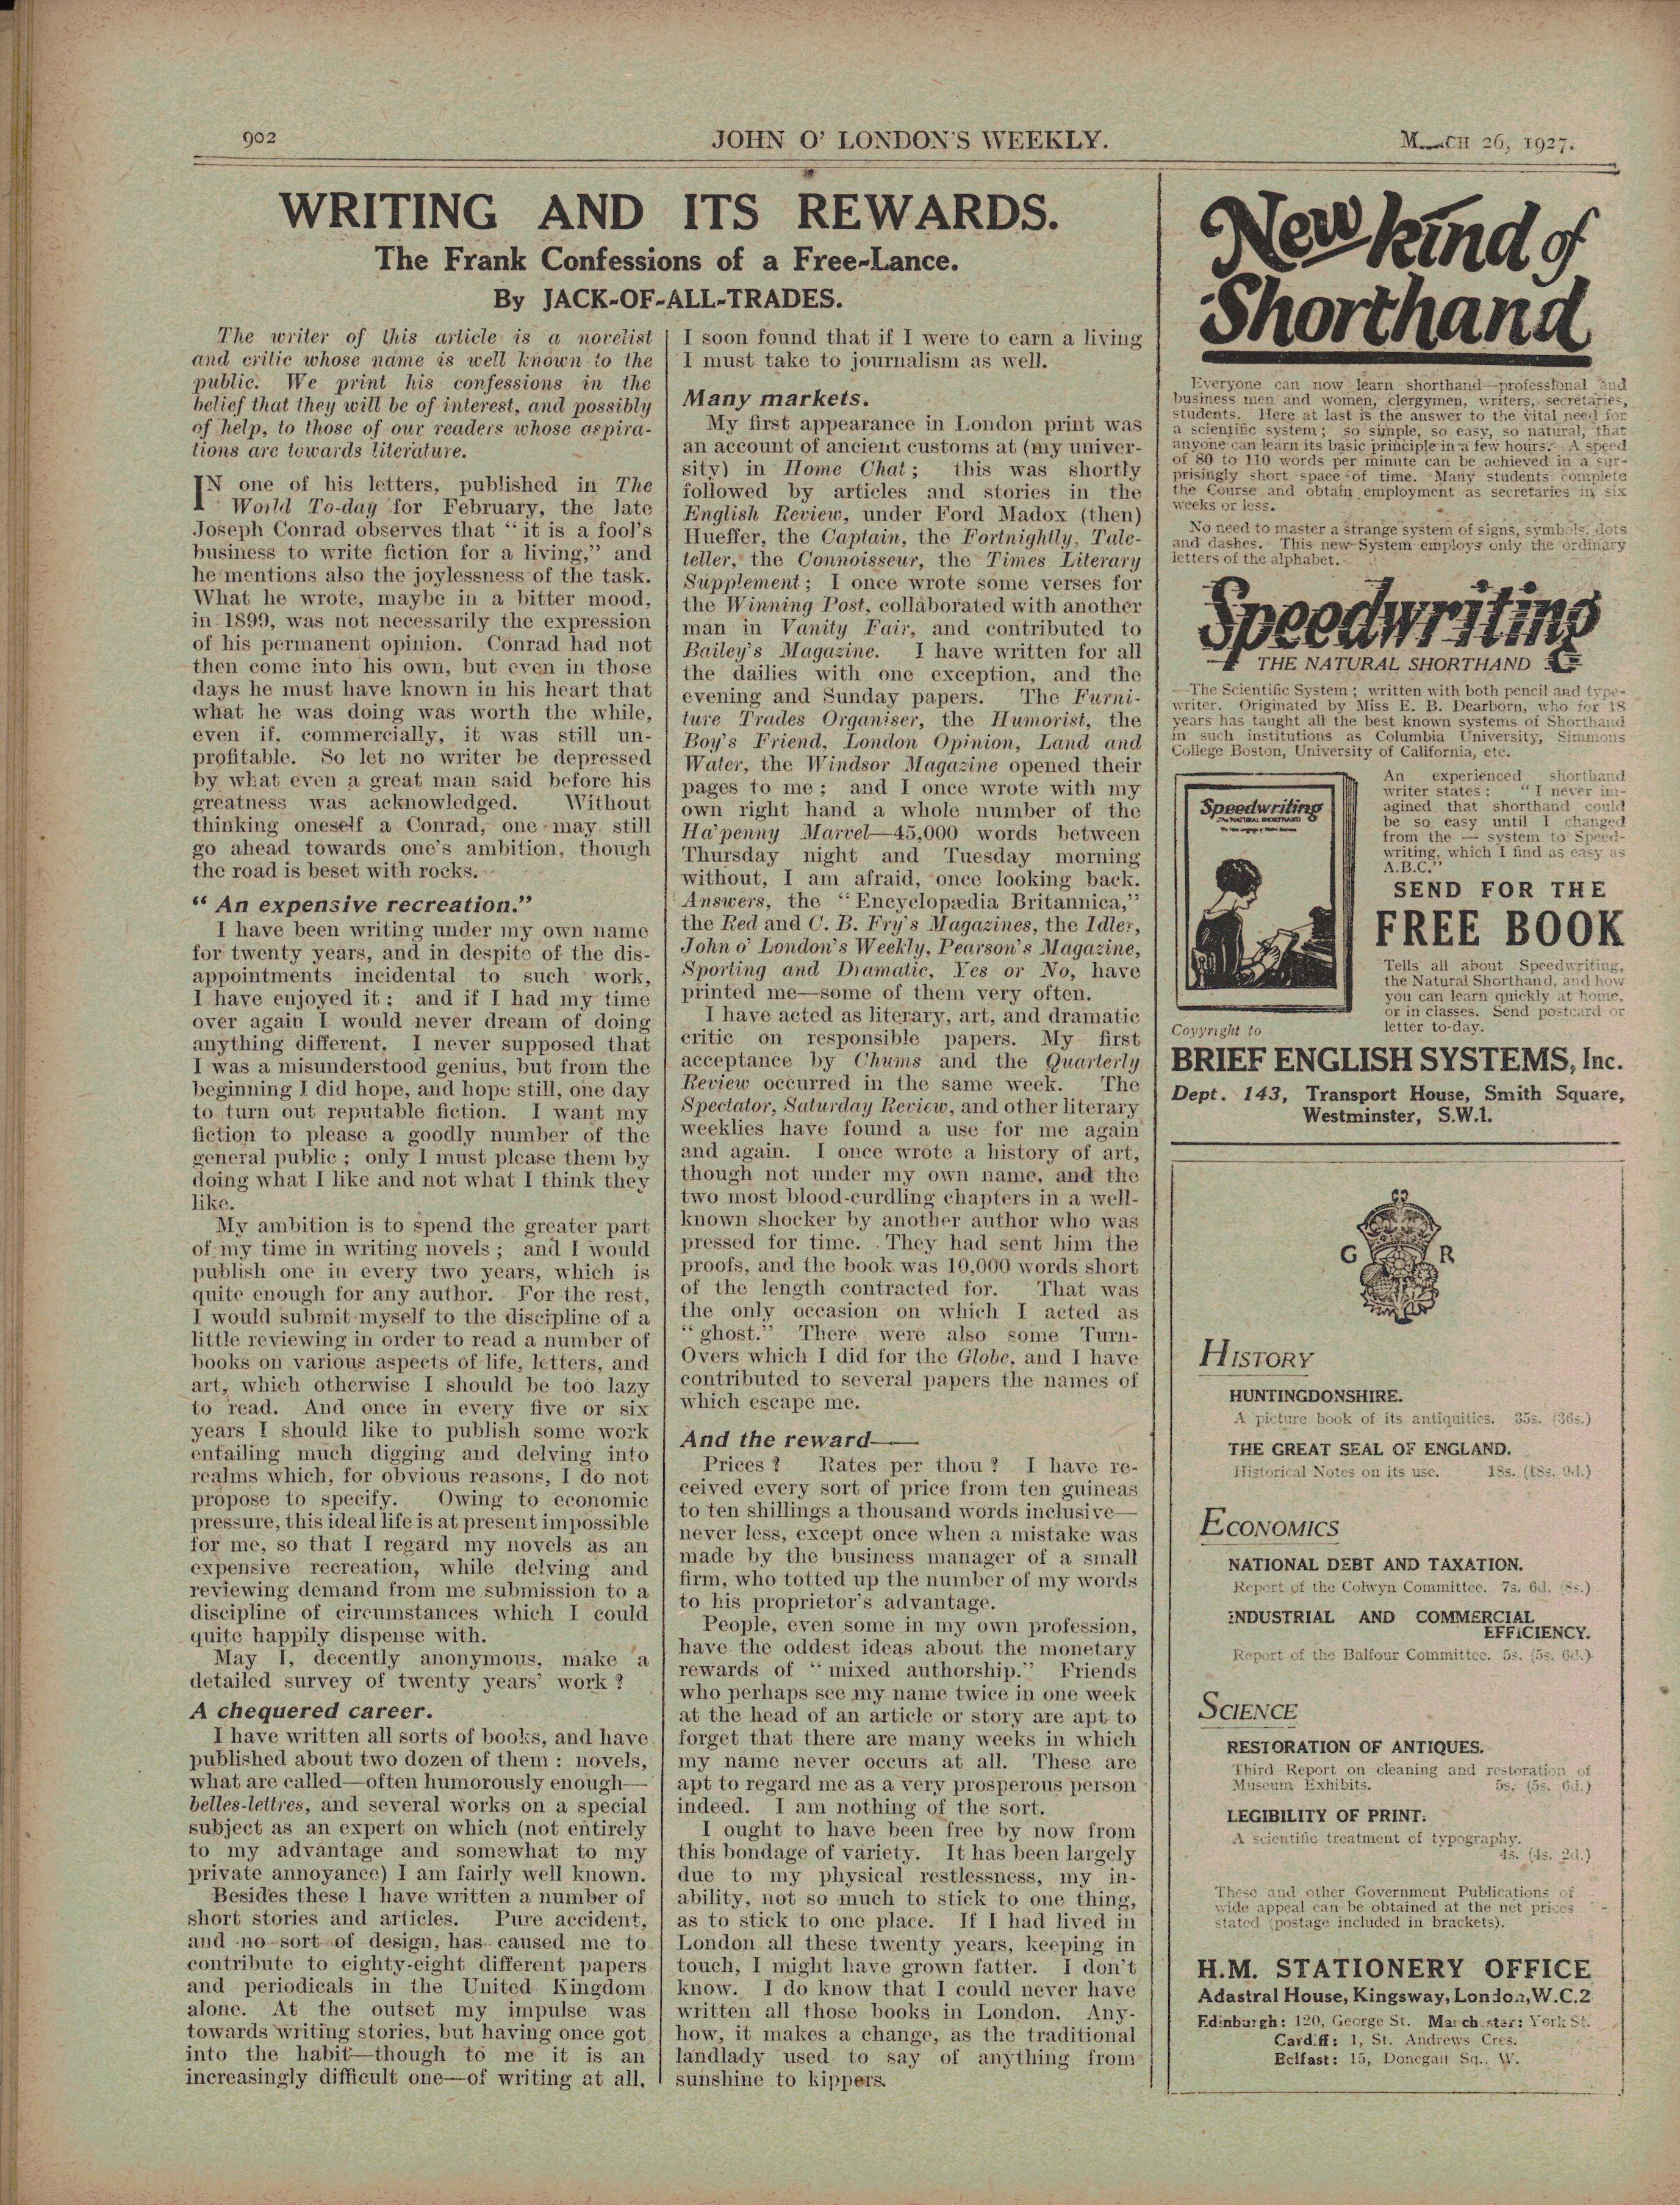 902
JOHN O' LONDON'S WEEKLY.
26, 1927.
WRITING AND ITS REWARDS.
The Frank Confessions of a Free-Lance.
By JACK-OF-ALL-TRADES.
The writer of this article is a novelist
and critic whose name is well known to the
public. We print his confessions in the
belief that they will be of interest, and possibly
of help, to those of our readers whose aspira-
tions are towards literature.
IN one of his letters, published in The
World To-day for February, the late
Joseph Conrad observes that "it is a fool's
business to write fiction for a living," and
he mentions also the joylessness of the task.
What he wrote, maybe in a bitter mood,
in 1899, was not necessarily the expression
of his permanent opinion. Conrad had not
then come into his own, but even in those
days he must have known in his heart that
what he was doing was worth the while,
even if, commercially, it was still un-
profitable. So let no writer be depressed
by what even a great man said before his
greatness was acknowledged. Without
thinking oneself a Conrad, one may still
go ahead towards one's ambition, though
the road is beset with rocks.
"An expensive recreation."
I have been writing under my own name
for twenty years, and in despite of the dis-
appointments incidental to such work,
I have enjoyed it; and if I had my time
over again I would never dream of doing
anything different. I never supposed that
I was a misunderstood genius, but from the
beginning I did hope, and hope still, one day
to turn out reputable fiction. I want my
fiction to please a goodly number of the
general public; only I must please them by
doing what I like and not what I think they
like.
My ambition is to spend the greater part
of my time in writing novels; and I would
publish one in every two years, which is
quite enough for any author. For the rest,
I would submit myself to the discipline of a
little reviewing in order to read a number of
books on various aspects of life, letters, and
art, which otherwise I should be too lazy
to read. And once in every five or six
years I should like to publish some work
entailing much digging and delving into
realms which, for obvious reasons, I do not
propose to specify. Owing to economic
pressure, this ideal life is at present impossible
for me, so that I regard my novels as an
expensive recreation, while delving and
reviewing demand from me submission to a
discipline of circumstances which I could
quite happily dispense with.
May I, decently anonymous, make a
detailed survey of twenty years' work?
A chequered career.
I have written all sorts of books, and have
published about two dozen of them: novels,
what are called—often humorously enough—
belles-lettres, and several works on a special
subject as an expert on which (not entirely
to my advantage and somewhat to my
private annoyance) I am fairly well known.
Besides these I have written a number of
short stories and articles. Pure accident,
and no sort of design, has caused me to
contribute to eighty-eight different papers
and periodicals in the United Kingdom
alone. At the outset my impulse was
towards writing stories, but having once got
into the habit—though to me it is an
increasingly difficult one—of writing at all,
I soon found that if I were to earn a living
I must take to journalism as well.
Many markets.
My first appearance in London print was
an account of ancient customs at (my univer-
sity) in Home Chat; this was shortly
followed by articles and stories in the
English Review, under Ford Madox (then)
Hueffer, the Captain, the Fortnightly, Tale-
teller, the Connoisseur, the Times Literary
Supplement; I once wrote some verses for
the Winning Post, collaborated with another
man in Vanity Fair, and contributed to
Bailey's Magazine. I have written for all
the dailies with one exception, and the
evening and Sunday papers. The Furni-
ture Trades Organiser, the Humorist, the
Boy's Friend, London Opinion, Land and
Water, the Windsor Magazine opened their
pages to me; and I once wrote with my
own right hand a whole number of the
Ha'penny Marvel—45,000 words between
Thursday night and Tuesday morning
without, I am afraid, once looking back.
Answers, the "Encyclopædia Britannica,"
the Red and C. B. Fry's Magazines, the Idler,
John o' London's Weekly, Pearson's Magazine,
Sporting and Dramatic, Yes or No, have
printed me—some of them very often.
I have acted as literary, art, and dramatic
critic on responsible papers. My first
acceptance by Chums and the Quarterly
Review occurred in the same week. The
Spectator, Saturday Review, and other literary
weeklies have found a use for me again
and again. I once wrote a history of art,
though not under my own name, and the
two most blood-curdling chapters in a well-
known shocker by another author who was
pressed for time. They had sent him the
proofs, and the book was 10,000 words short
of the length contracted for. That was
the only occasion on which I acted as
"ghost." There were also some Turn-
Overs which I did for the Globe, and I have
contributed to several papers the names of
which escape me.
And the reward——
Prices? Rates per thou? I have re-
ceived every sort of price from ten guineas
to ten shillings a thousand words inclusive—
never less, except once when a mistake was
made by the business manager of a small
firm, who totted up the number of my words
to his proprietor's advantage.
People, even some in my own profession,
have the oddest ideas about the monetary
rewards of "mixed authorship." Friends
who perhaps see my name twice in one week
at the head of an article or story are apt to
forget that there are many weeks in which
my name never occurs at all. These are
apt to regard me as a very prosperous person
indeed. I am nothing of the sort.
I ought to have been free by now from
this bondage of variety. It has been largely
due to my physical restlessness, my in-
ability, not so much to stick to one thing,
as to stick to one place. If I had lived in
London all these twenty years, keeping in
touch, I might have grown fatter. I don't
know. I do know that I could never have
written all those books in London. Any-
how, it makes a change, as the traditional
landlady used to say of anything from
sunshine to kippers.
New kind of
Shorthand
Everyone can now learn shorthand—professional and
business men and women, clergymen, writers, secretaries,
students. Here at last is the answer to the vital need for
a scientific system; so simple, so easy, so natural, that
anyone can learn its basic principle in a few hours. A speed
of 80 to 110 words per minute can be achieved in a sur-
prisingly short space of time. Many students complete
the Course and obtain employment as secretaries in six
weeks or less.
No need to master a strange system of signs, symbols, dots
and dashes. This new System employs only the ordinary
letters of the alphabet.
Speedwriting
THE NATURAL SHORTHAND
The Scientific System; written with both pencil and type-
writer. Originated by Miss E. B. Dearborn, who for 18
years has taught all the best known systems of Shorthand
in such institutions as Columbia University, Simmons
College Boston, University of California, etc.
Speedwriting
An experienced shorthand
writer states: "I never im-
agined that shorthand could
be so easy until I changed
from the — system to Speed-
writing, which I find as easy as
A.B.C."
SEND FOR THE
FREE BOOK
Tells all about Speedwriting,
the Natural Shorthand, and how
you can learn quickly at home,
or in classes. Send postcard or
letter to-day.
Copyright to
BRIEF ENGLISH SYSTEMS, Inc.
Dept. 143, Transport House, Smith Square,
Westminster, S.W.1.
G R
HISTORY
HUNTINGDONSHIRE.
A picture book of its antiquities. 35s. (36s.)
THE GREAT SEAL OF ENGLAND.
Historical Notes on its use. 18s. (18s. 9d.)
ECONOMICS
NATIONAL DEBT AND TAXATION.
Report of the Colwyn Committee. 7s. 6d. (8s.)
INDUSTRIAL AND COMMERCIAL
EFFICIENCY.
Report of the Balfour Committee. 5s. (5s. 6d.)
SCIENCE
RESTORATION OF ANTIQUES.
Third Report on cleaning and restoration of
Museum Exhibits. 5s. (5s. 6d.)
LEGIBILITY OF PRINT.
A scientific treatment of typography.
4s. (4s. 2d.)
These and other Government Publications of
wide appeal can be obtained at the net prices
stated (postage included in brackets).
H.M. STATIONERY OFFICE
Adastral House, Kingsway, London, W.C.2
Edinburgh: 120, George St. Manchester: York St.
Cardiff: 1, St. Andrews Cres.
Belfast: 15, Donegall Sq., W.